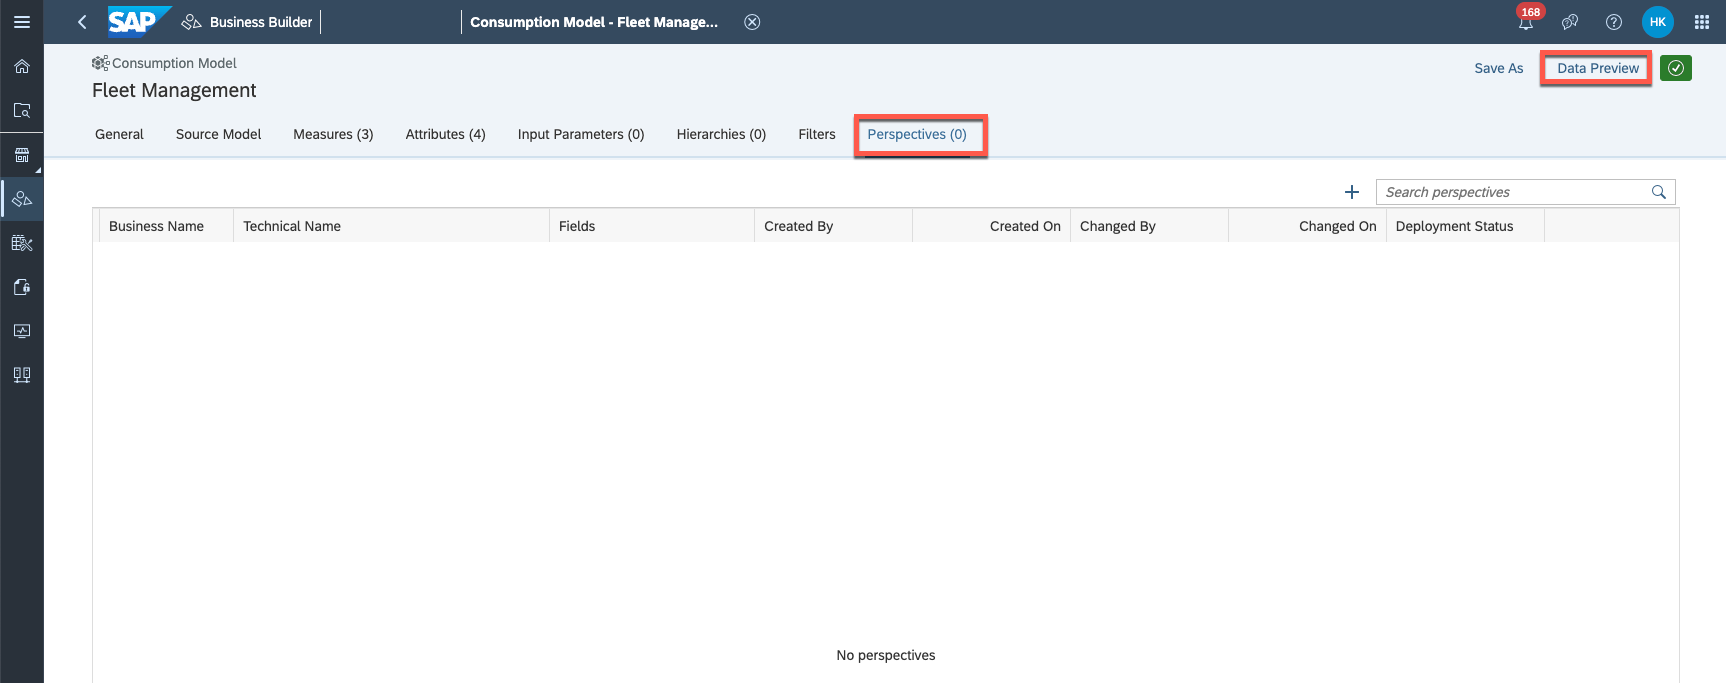 SAP Business Builder Consumption Model - Fleet Manage... 168 HK
Consumption Model
Fleet Management
Save As Data Preview
General Source Model Measures (3) Attributes (4) Input Parameters (0) Hierarchies (0) Filters Perspectives (0)
Search perspectives
Business Name Technical Name Fields Created By Created On Changed By Changed On Deployment Status
No perspectives